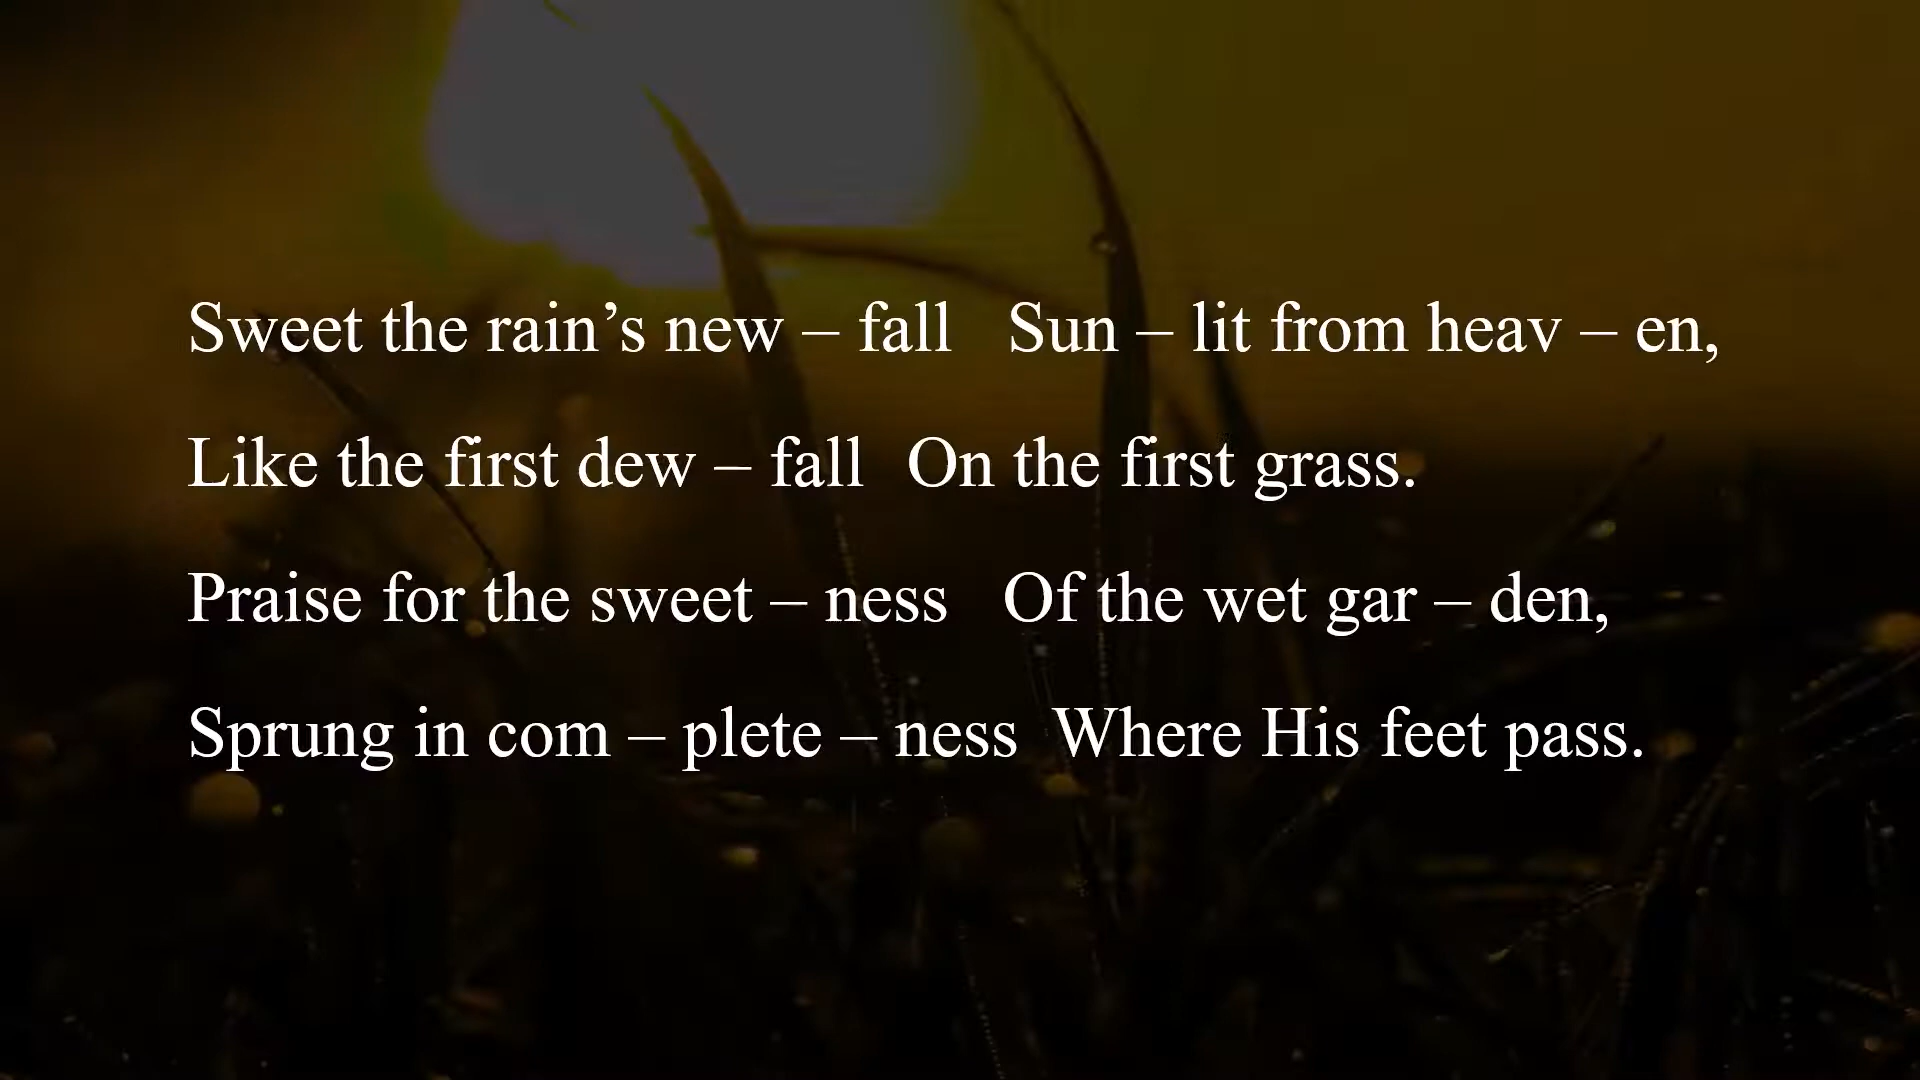 Sweet the rain’s new – fall Sun – lit from heav – en,
Like the first dew – fall On the first grass.
Praise for the sweet – ness Of the wet gar – den,
Sprung in com – plete – ness Where His feet pass.